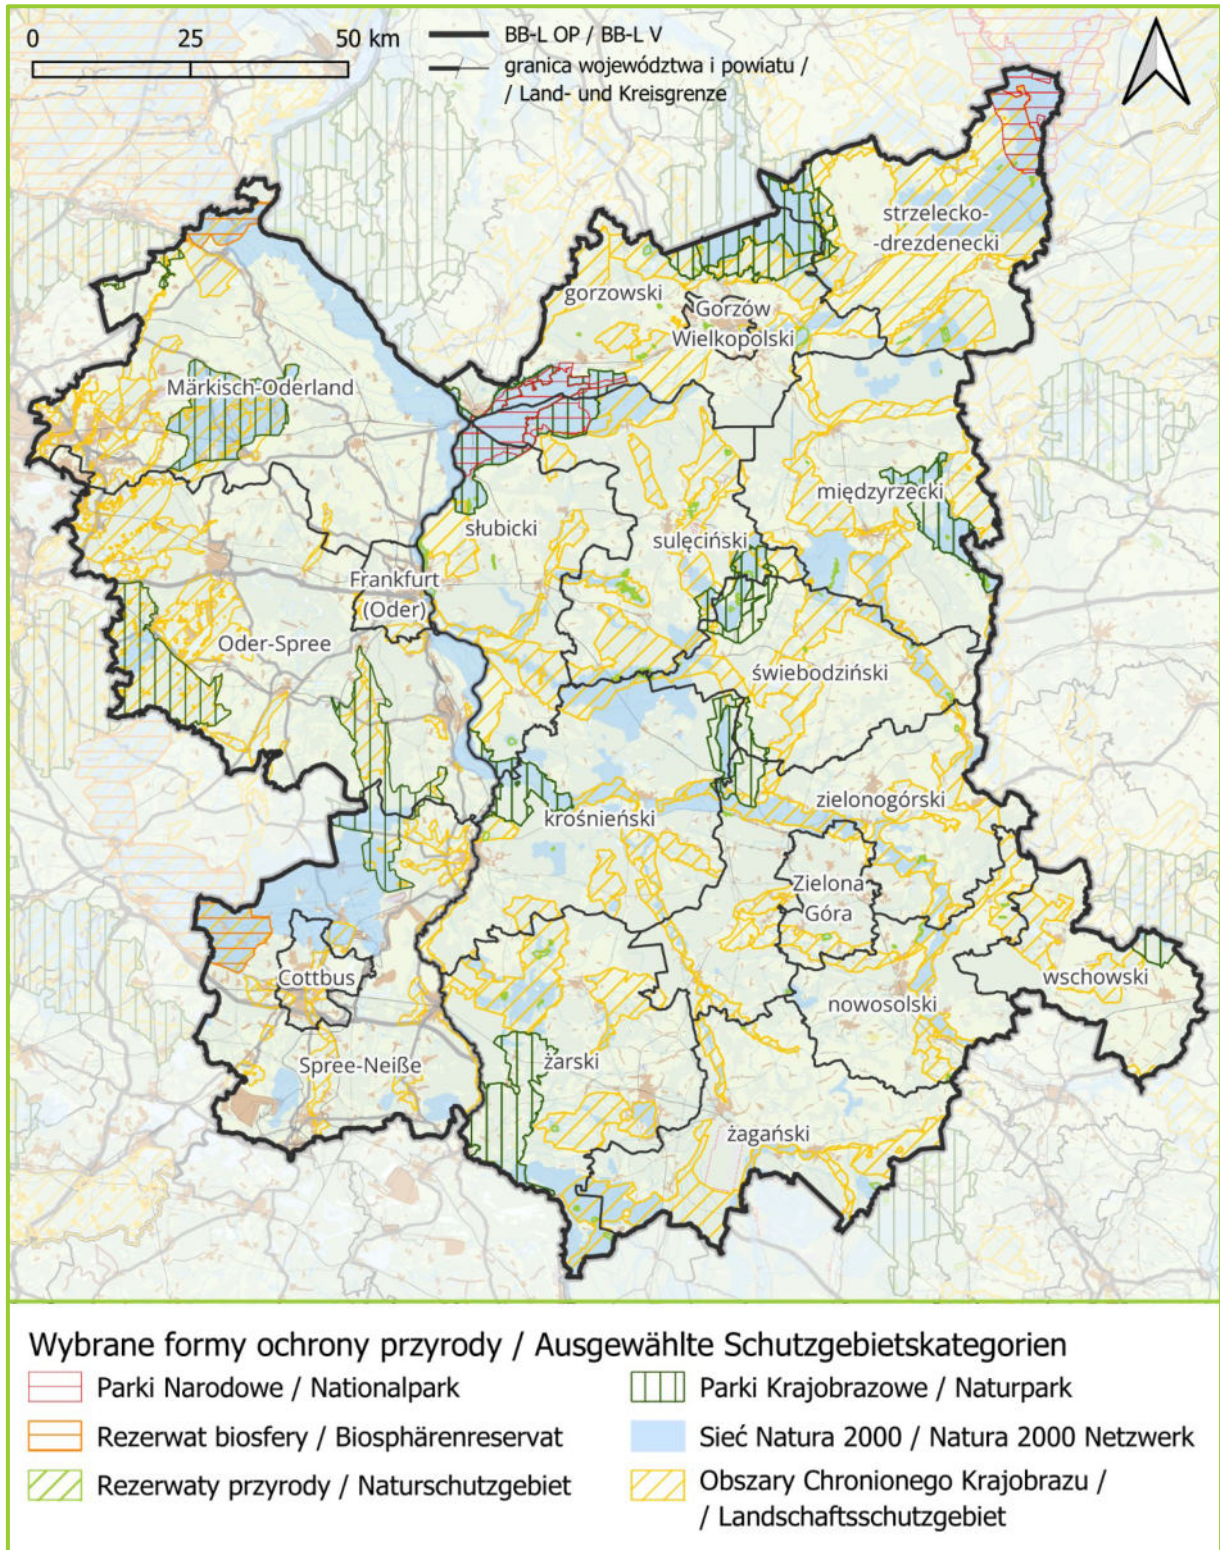 0 25 50 km
BB-L OP / BB-L V
granica województwa i powiatu /
/ Land- und Kreisgrenze
strzelecko-
-drezdenecki
gorzowski
Gorzów
Wielkopolski
Märkisch-Oderland
międzyrzecki
słubicki
sulęciński
Frankfurt
(Oder)
Oder-Spree
świebodziński
zielonogórski
krośnieński
Zielona
Góra
Cottbus
wschowski
nowosolski
Spree-Neiße
żarski
żagański
Wybrane formy ochrony przyrody / Ausgewählte Schutzgebietskategorien
Parki Narodowe / Nationalpark
Rezerwat biosfery / Biosphärenreservat
Rezerwaty przyrody / Naturschutzgebiet
Parki Krajobrazowe / Naturpark
Sieć Natura 2000 / Natura 2000 Netzwerk
Obszary Chronionego Krajobrazu /
/ Landschaftsschutzgebiet